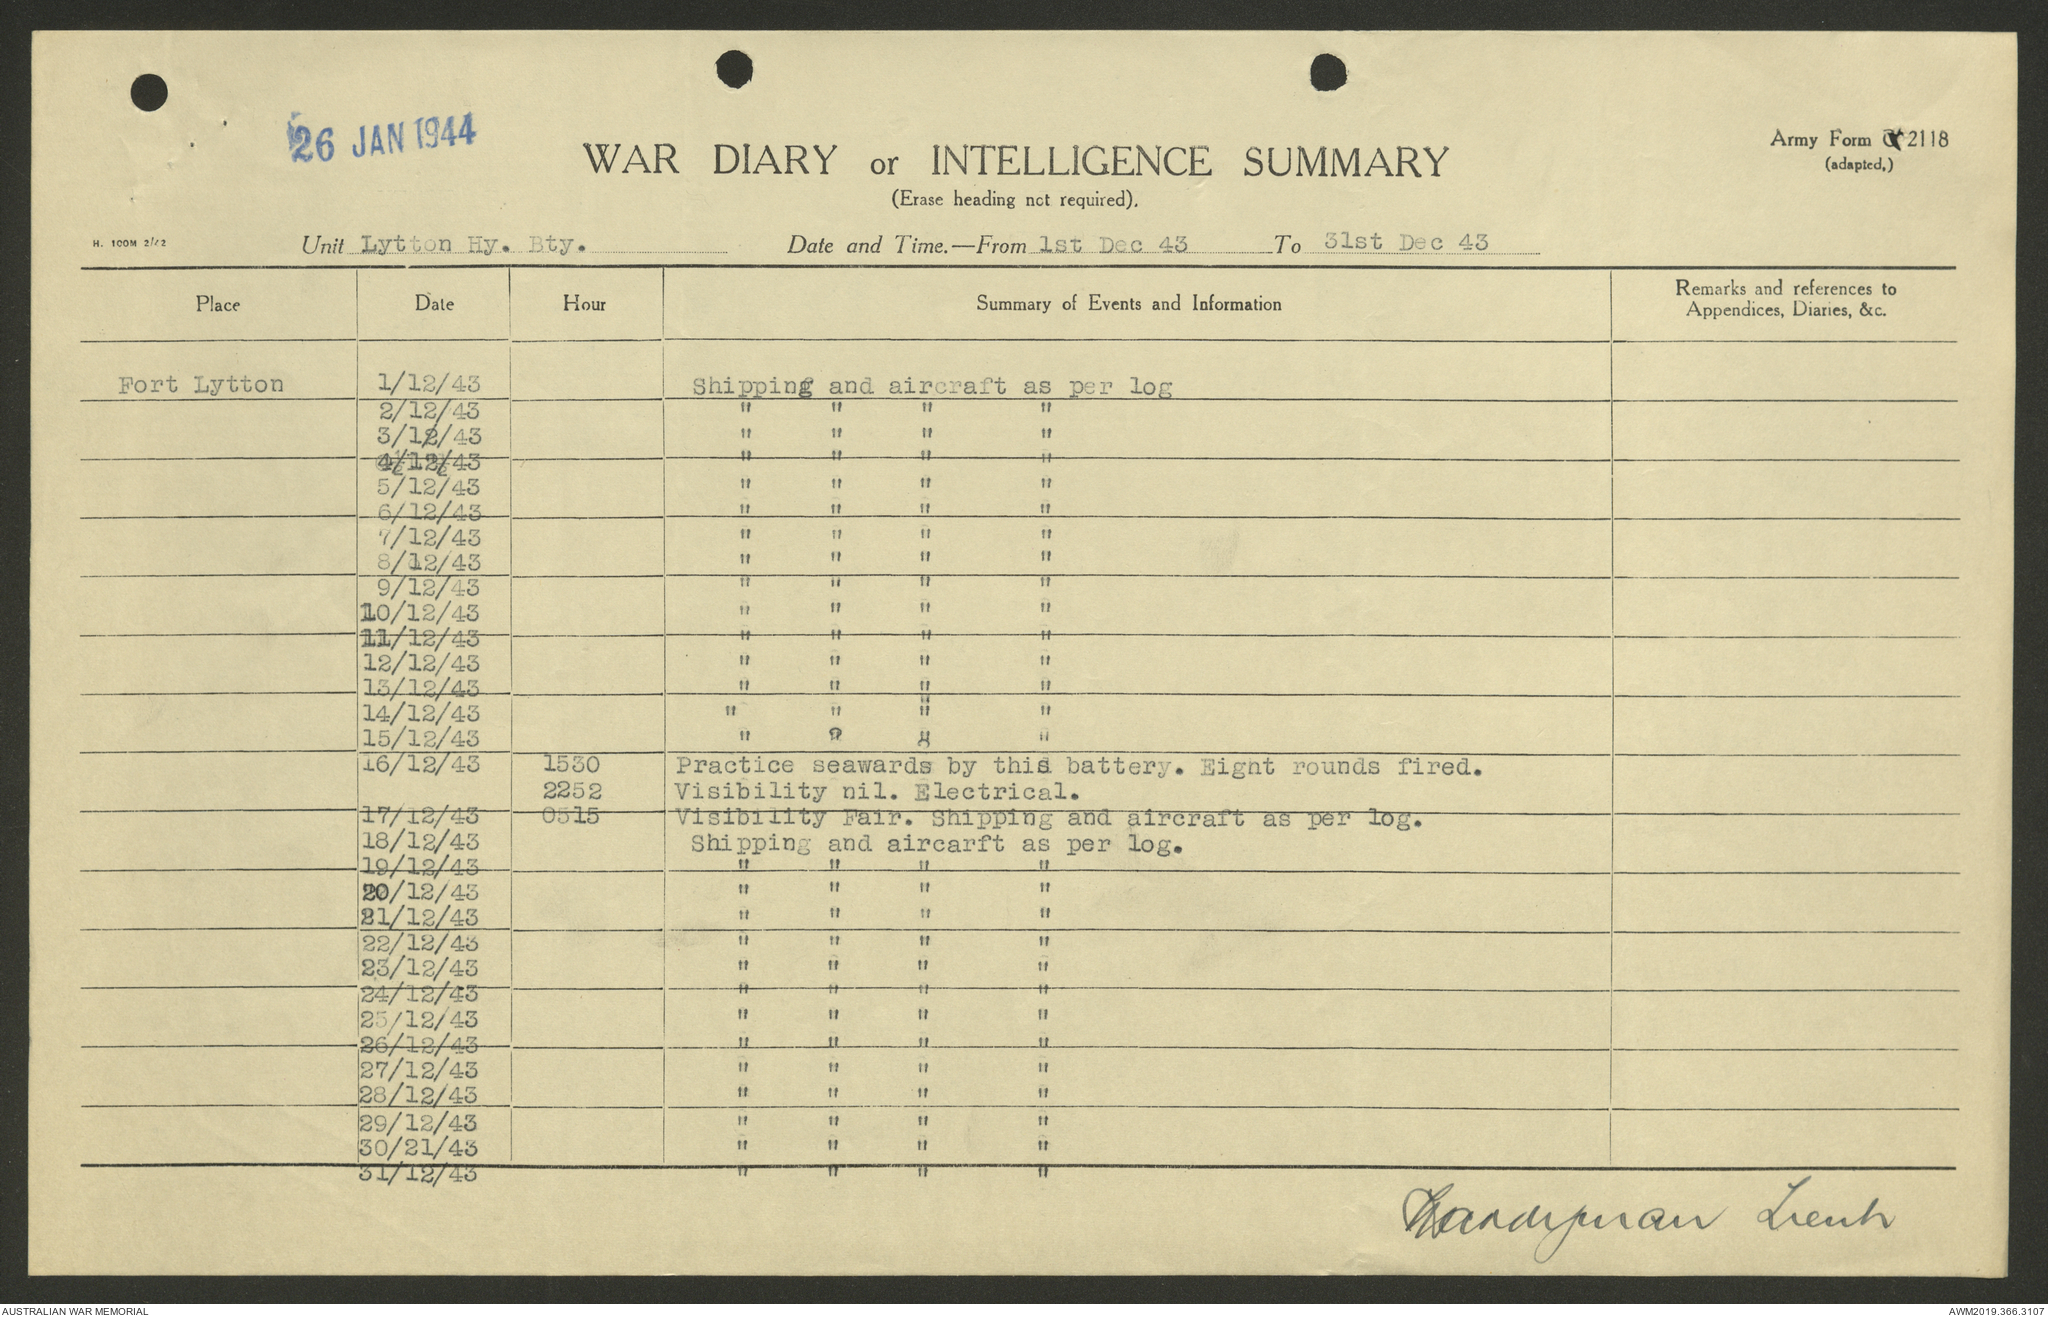 26 JAN 1944
WAR DIARY or INTELLIGENCE SUMMARY
(Erase heading not required).
Army Form 2118
(adapted,)
H. 100M 2/42
Unit Lytton Hy. Bty. Date and Time.—From 1st Dec 43 To 31st Dec 43
Place Date Hour Summary of Events and Information Remarks and references to
Appendices, Diaries, &c.
Fort Lytton 1/12/43 Shipping and aircraft as per log
2/12/43 " " " "
3/12/43 " " " "
4/12/43 " " " "
5/12/43 " " " "
6/12/43 " " " "
7/12/43 " " " "
8/12/43 " " " "
9/12/43 " " " "
10/12/43 " " " "
11/12/43 " " " "
12/12/43 " " " "
13/12/43 " " " "
14/12/43 " " " "
15/12/43 " " " "
16/12/43 1530 Practice seawards by this battery. Eight rounds fired.
2252 Visibility nil. Electrical.
17/12/43 0515 Visibility Fair. Shipping and aircraft as per log.
18/12/43 Shipping and aircarft as per log.
19/12/43 " " " "
20/12/43 " " " "
21/12/43 " " " "
22/12/43 " " " "
23/12/43 " " " "
24/12/43 " " " "
25/12/43 " " " "
26/12/43 " " " "
27/12/43 " " " "
28/12/43 " " " "
29/12/43 " " " "
30/21/43 " " " "
31/12/43 " " " "
Lieut
AUSTRALIAN WAR MEMORIAL
AWM2019.366.3107